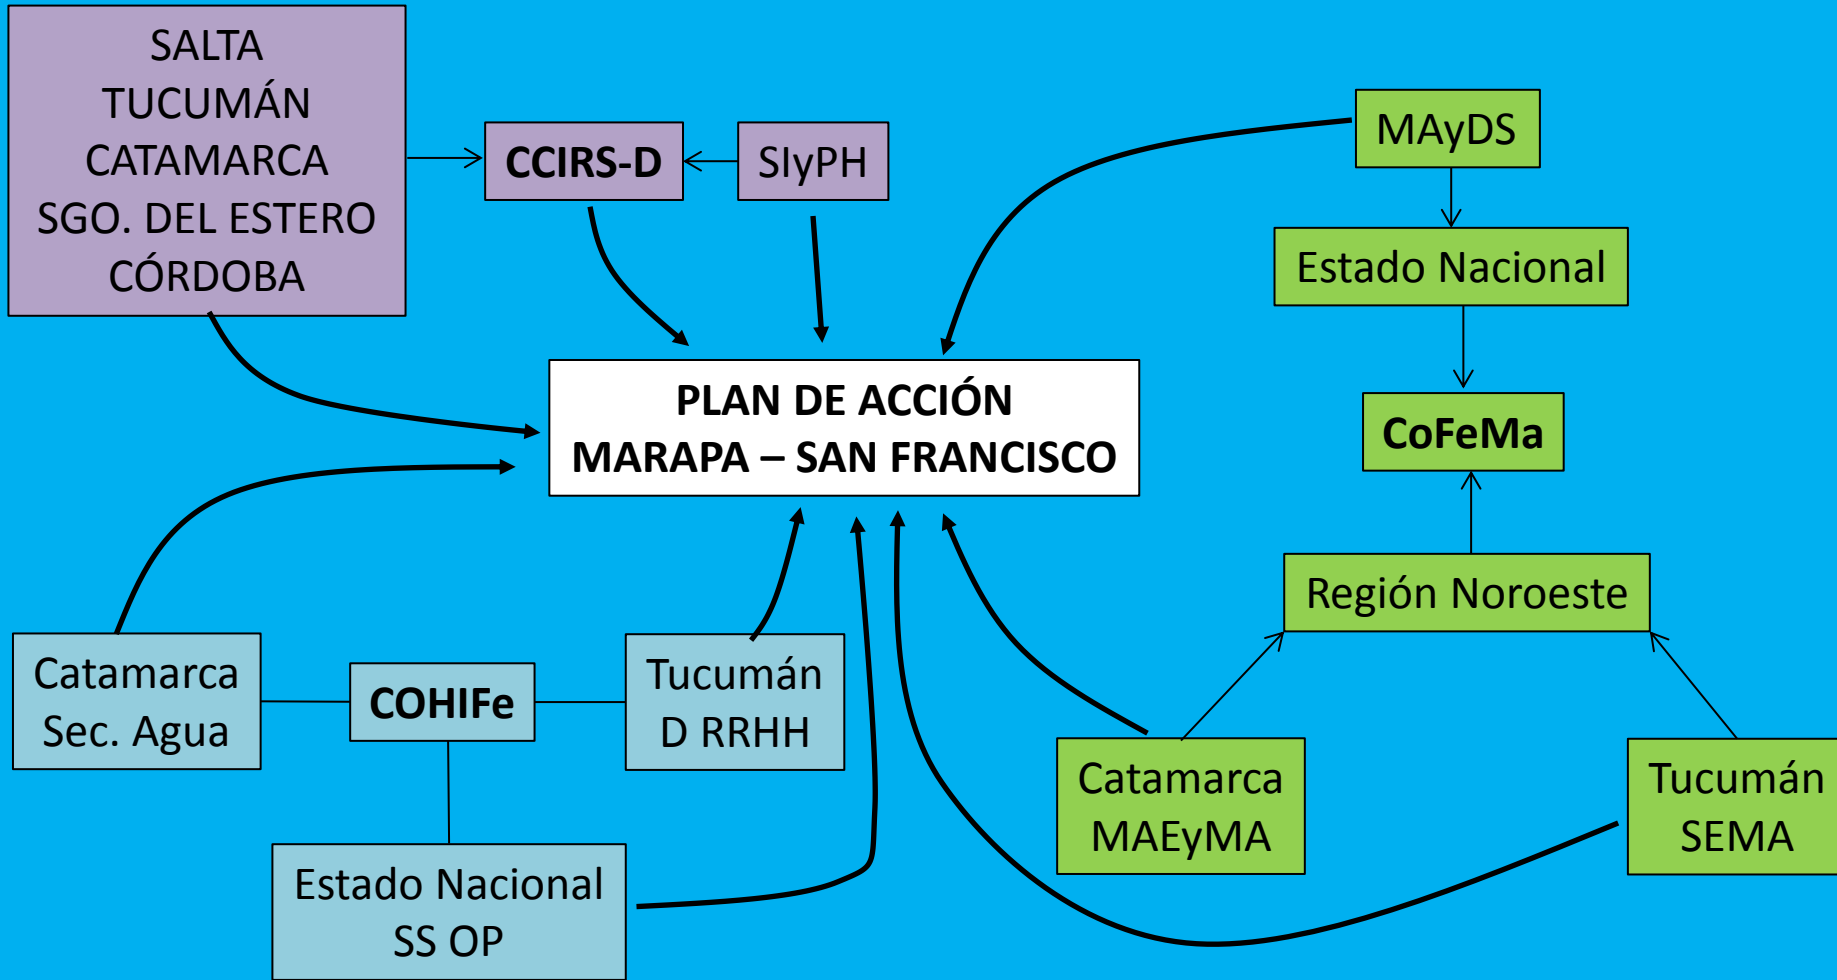 SALTA
TUCUMÁN
CATAMARCA
SGO. DEL ESTERO
CÓRDOBA
CCIRS-D
SIyPH
MAyDS
Estado Nacional
CoFeMa
PLAN DE ACCIÓN
MARAPA – SAN FRANCISCO
Región Noroeste
Catamarca
Sec. Agua
COHIFe
Tucumán
D RRHH
Estado Nacional
SS OP
Catamarca
MAEyMA
Tucumán
SEMA